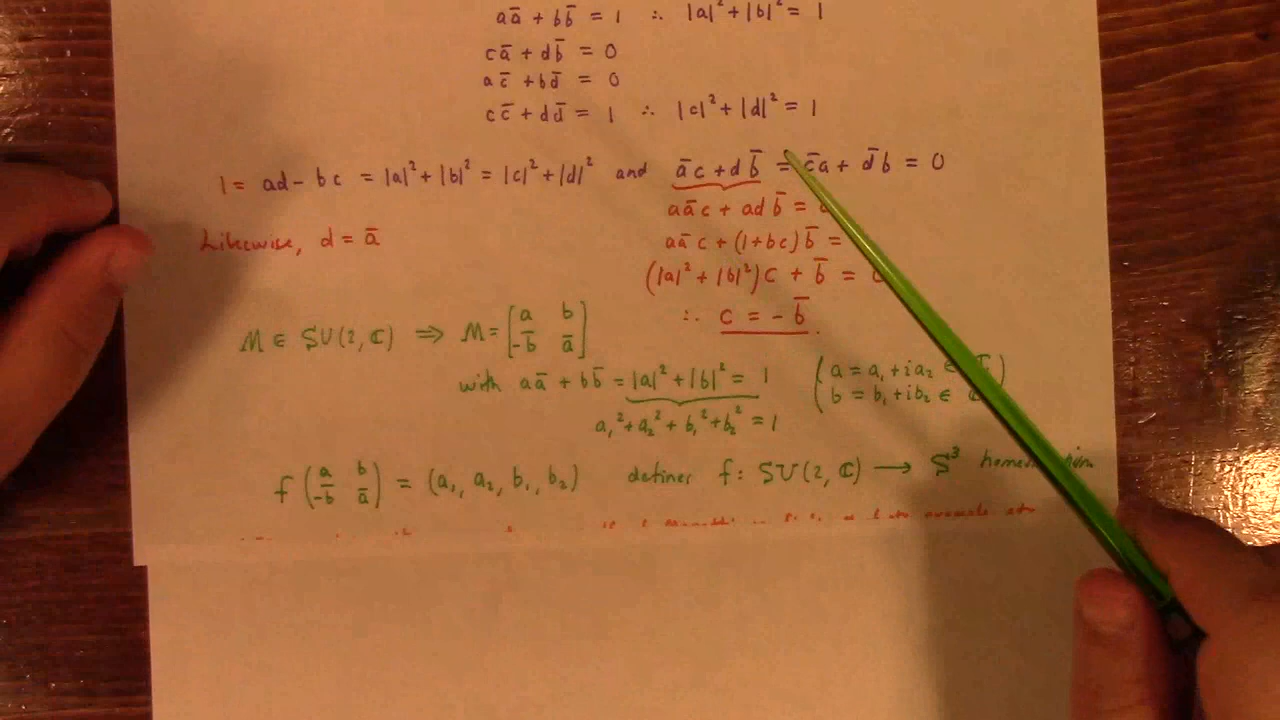 aā + bb̄ = 1 ∴ |a|² + |b|² = 1
cā + db̄ = 0
ac̄ + bd̄ = 0
cc̄ + dd̄ = 1 ∴ |c|² + |d|² = 1
1 = ad - bc = |a|² + |b|² = |c|² + |d|² and āc + db̄ = c̄a + d̄b = 0
aāc + adb̄ =
Likewise, d = ā
aāc + (1+bc)b̄ =
(|a|² + |b|²)c + b̄ =
∴ c = -b̄.
M ∈ SU(2,ℂ) ⟹ M = [a b
-b̄ ā]
with aā + bb̄ = |a|² + |b|² = 1
(a = a₁ + ia₂ ∈
b = b₁ + ib₂ ∈ )
a₁² + a₂² + b₁² + b₂² = 1
f(a b
-b̄ ā) = (a₁, a₂, b₁, b₂) defines f: SU(2,ℂ) ⟶ S³